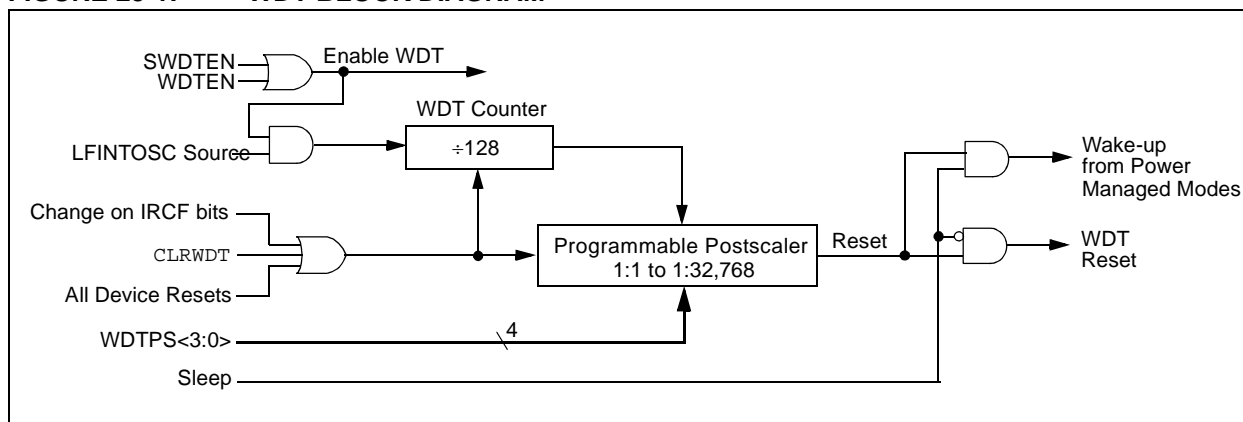 SWDTEN
WDTEN
Enable WDT
WDT Counter
LFINTOSC Source
÷128
Wake-up
from Power
Managed Modes
Change on IRCF bits
CLRWDT
All Device Resets
Programmable Postscaler
1:1 to 1:32,768
Reset
WDT
Reset
WDTPS<3:0>
4
Sleep